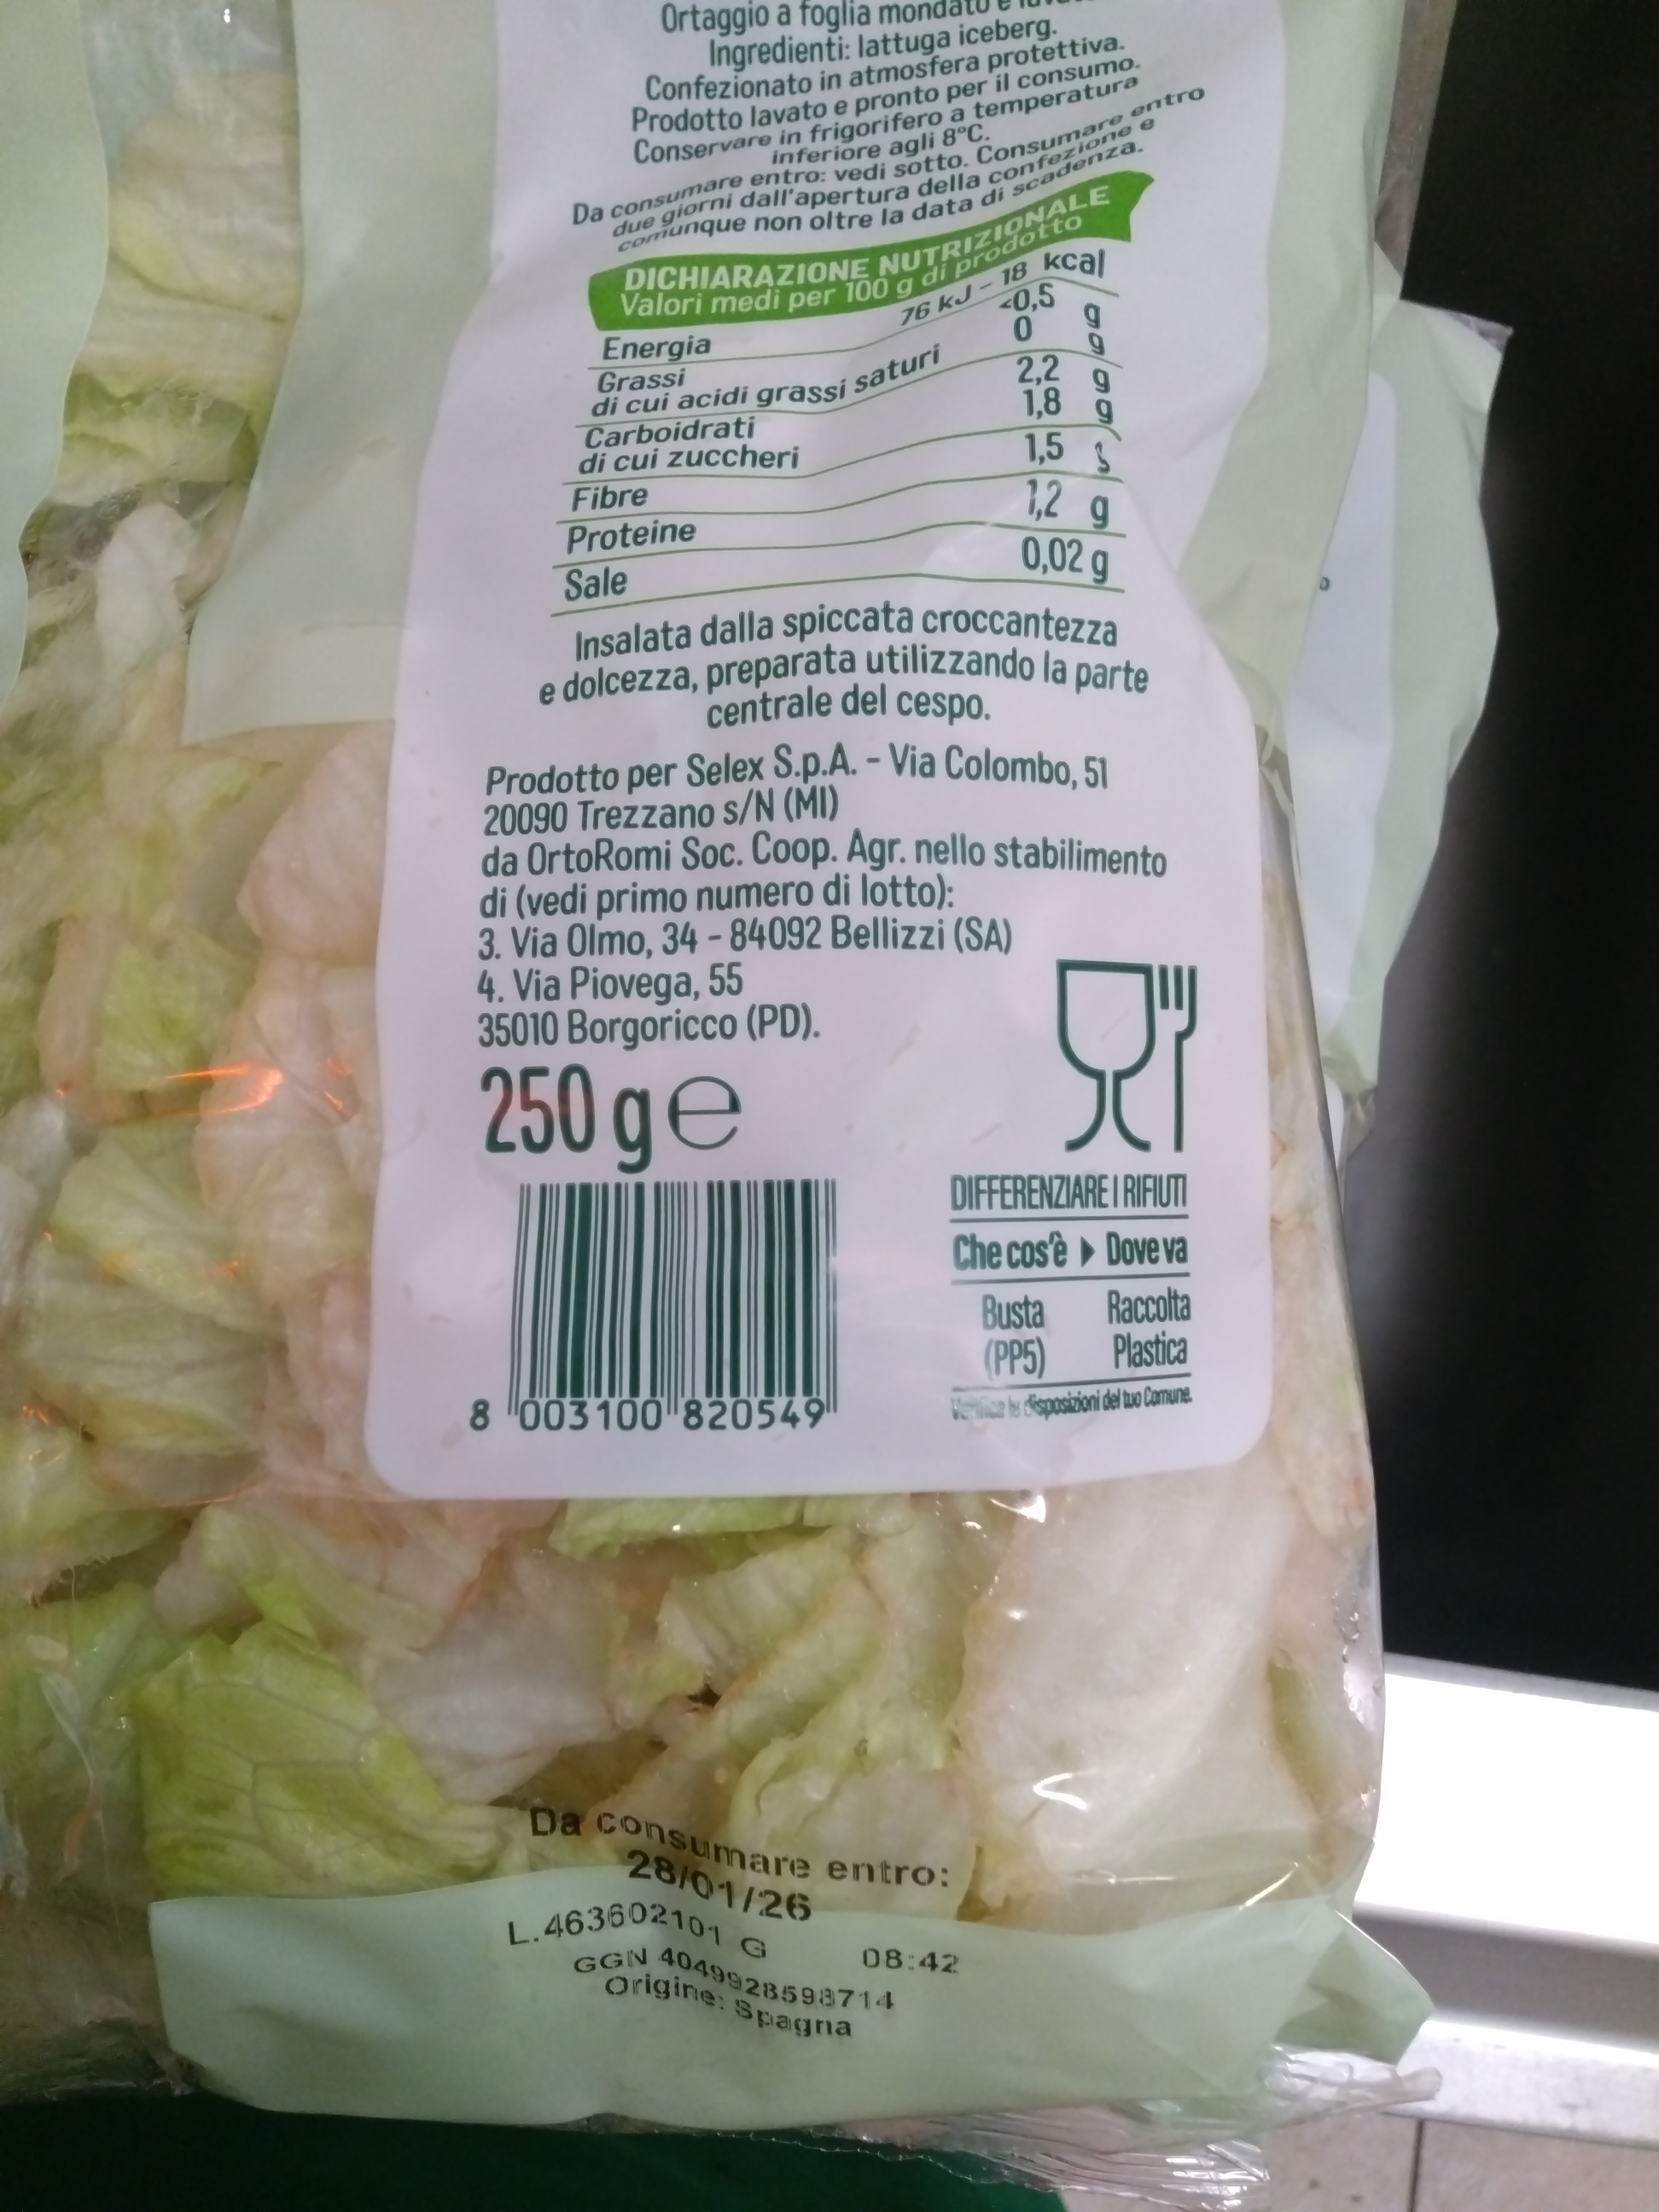 Ortaggio a foglia mondato e
Ingredienti: lattuga iceberg.
Confezionato in atmosfera protettiva.
Prodotto lavato e pronto per il consumo.
Conservare in frigorifero a temperatura
inferiore agli 8°C.
Da consumare entro: vedi sotto. Consumare entro
due giorni dall'apertura della confezione e
comunque non oltre la data di scadenza.
DICHIARAZIONE NUTRIZIONALE
Valori medi per 100 g di prodotto
Energia 76 kJ - 18 kcal
Grassi <0,5 g
di cui acidi grassi saturi 0 g
Carboidrati 2,2 g
di cui zuccheri 1,8 g
Fibre 1,5 g
Proteine 1,2 g
Sale 0,02 g
Insalata dalla spiccata croccantezza
e dolcezza, preparata utilizzando la parte
centrale del cespo.
Prodotto per Selex S.p.A. - Via Colombo, 51
20090 Trezzano s/N (MI)
da OrtoRomi Soc. Coop. Agr. nello stabilimento
di (vedi primo numero di lotto):
3. Via Olmo, 34 - 84092 Bellizzi (SA)
4. Via Piovega, 55
35010 Borgoricco (PD).
250 g e
8 003100 820549
DIFFERENZIARE I RIFIUTI
Che cos'è Dove va
Busta Raccolta
(PP5) Plastica
Verifica le disposizioni del tuo Comune.
Da consumare entro:
28/01/26
L.463602101 G 08:42
GGN 4049928598714
Origine: Spagna